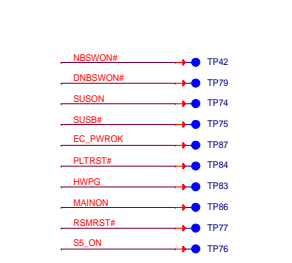 NBSWON# TP42
DNBSWON# TP79
SUSON TP74
SUSB# TP75
EC_PWROK TP87
PLTRST# TP84
HWPG TP83
MAINON TP86
RSMRST# TP77
S5_ON TP76